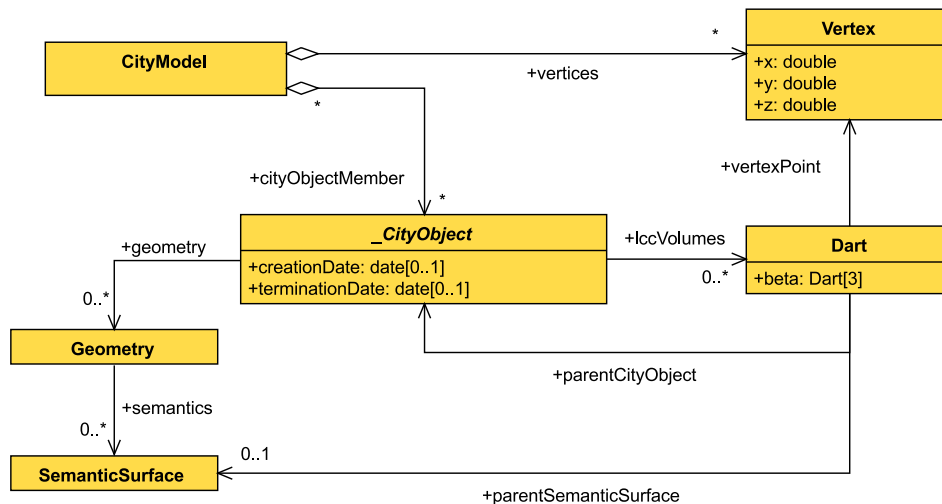 CityModel
*
+vertices
*
Vertex
+x: double
+y: double
+z: double
*
+cityObjectMember
*
+vertexPoint
_CityObject
+creationDate: date[0..1]
+terminationDate: date[0..1]
+lccVolumes
0..*
Dart
+beta: Dart[3]
+geometry
0..*
Geometry
+parentCityObject
+semantics
0..*
SemanticSurface
0..1
+parentSemanticSurface